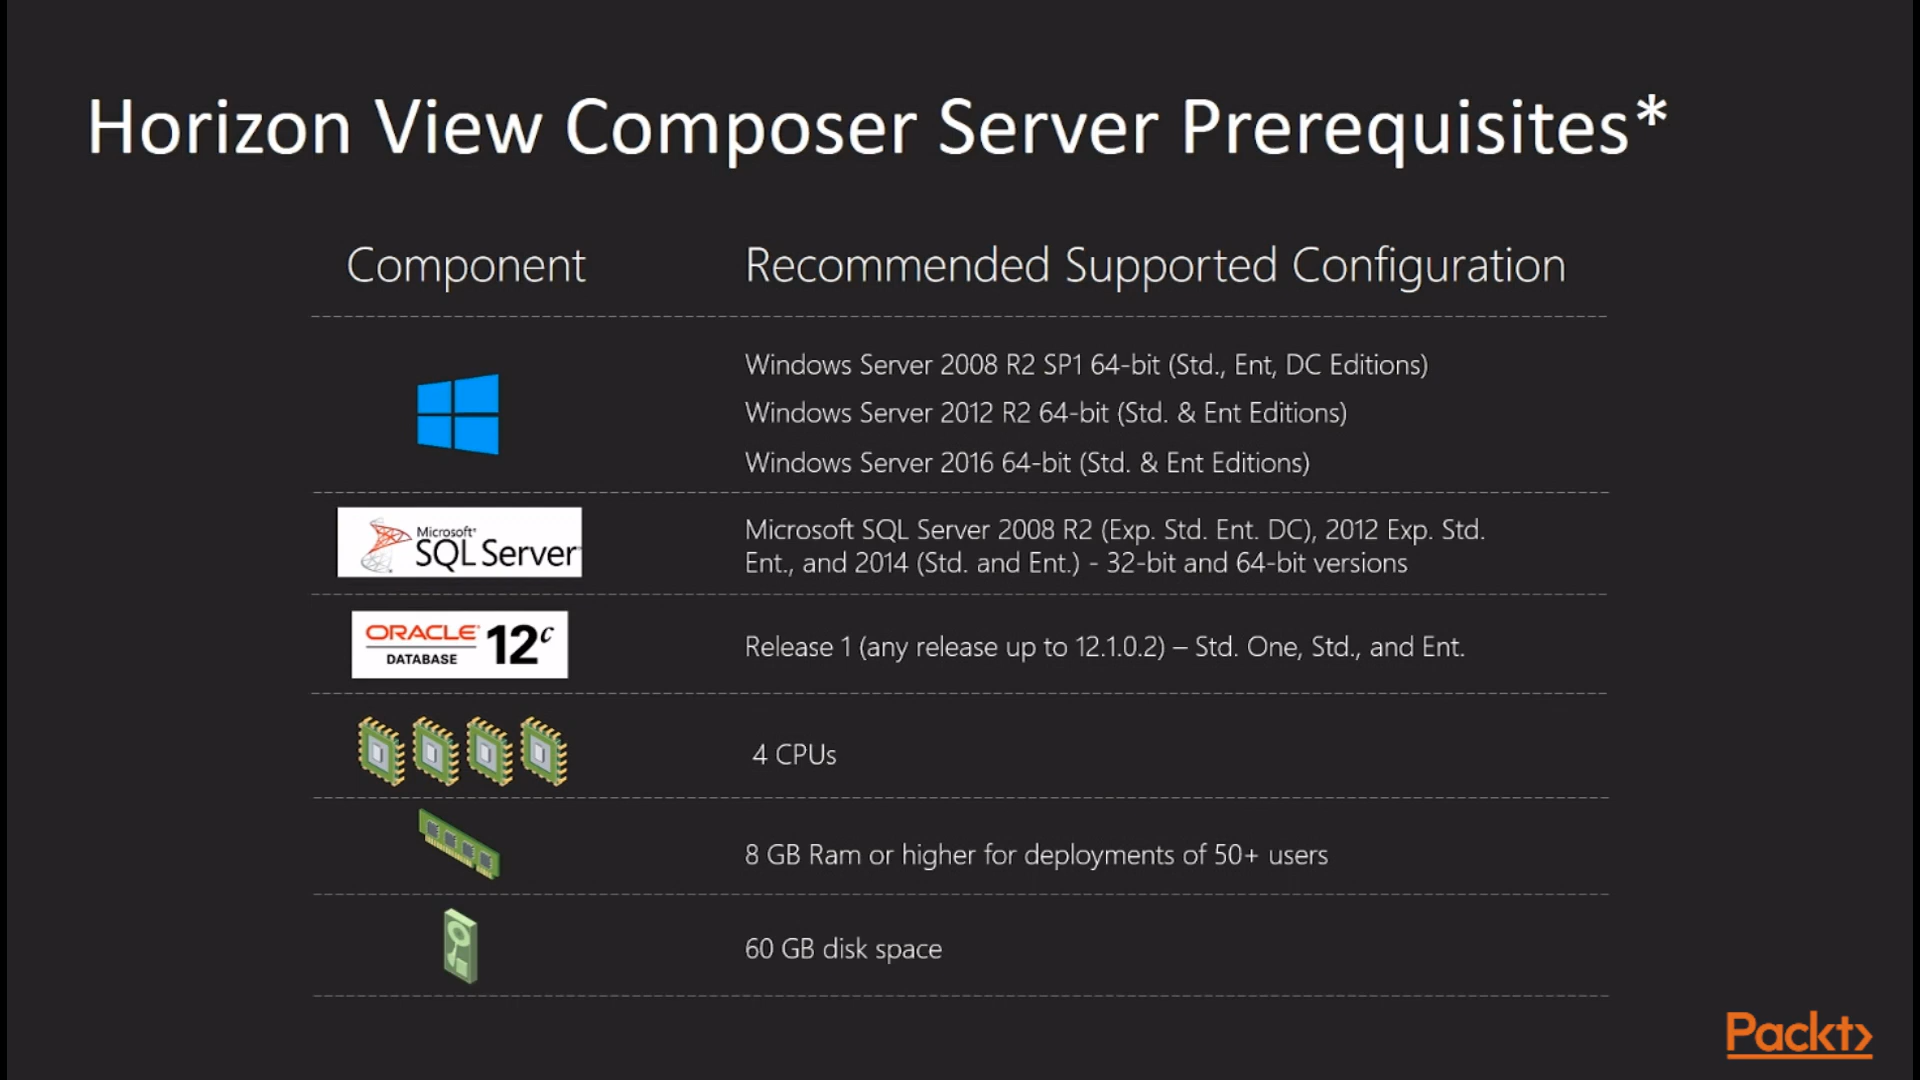 Horizon View Composer Server Prerequisites*
Component
Recommended Supported Configuration
Windows Server 2008 R2 SP1 64-bit (Std., Ent, DC Editions)
Windows Server 2012 R2 64-bit (Std. & Ent Editions)
Windows Server 2016 64-bit (Std. & Ent Editions)
Microsoft®
SQL Server
Microsoft SQL Server 2008 R2 (Exp. Std. Ent. DC), 2012 Exp. Std.
Ent., and 2014 (Std. and Ent.) - 32-bit and 64-bit versions
ORACLE® 12c
DATABASE
Release 1 (any release up to 12.1.0.2) – Std. One, Std., and Ent.
4 CPUs
8 GB Ram or higher for deployments of 50+ users
60 GB disk space
Packt>